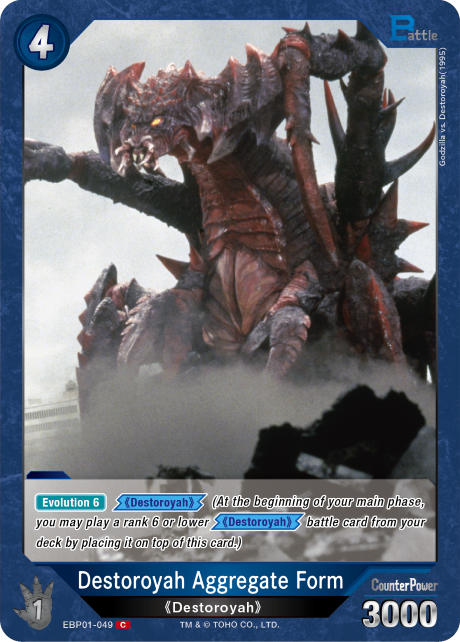 4
Battle
Godzilla vs. Destoroyah(1995)
Evolution 6 《Destoroyah》 (At the beginning of your main phase,
you may play a rank 6 or lower 《Destoroyah》 battle card from your
deck by placing it on top of this card.)
Destoroyah Aggregate Form
CounterPower
1
《Destoroyah》
3000
EBP01-049 C TM & © TOHO CO., LTD.